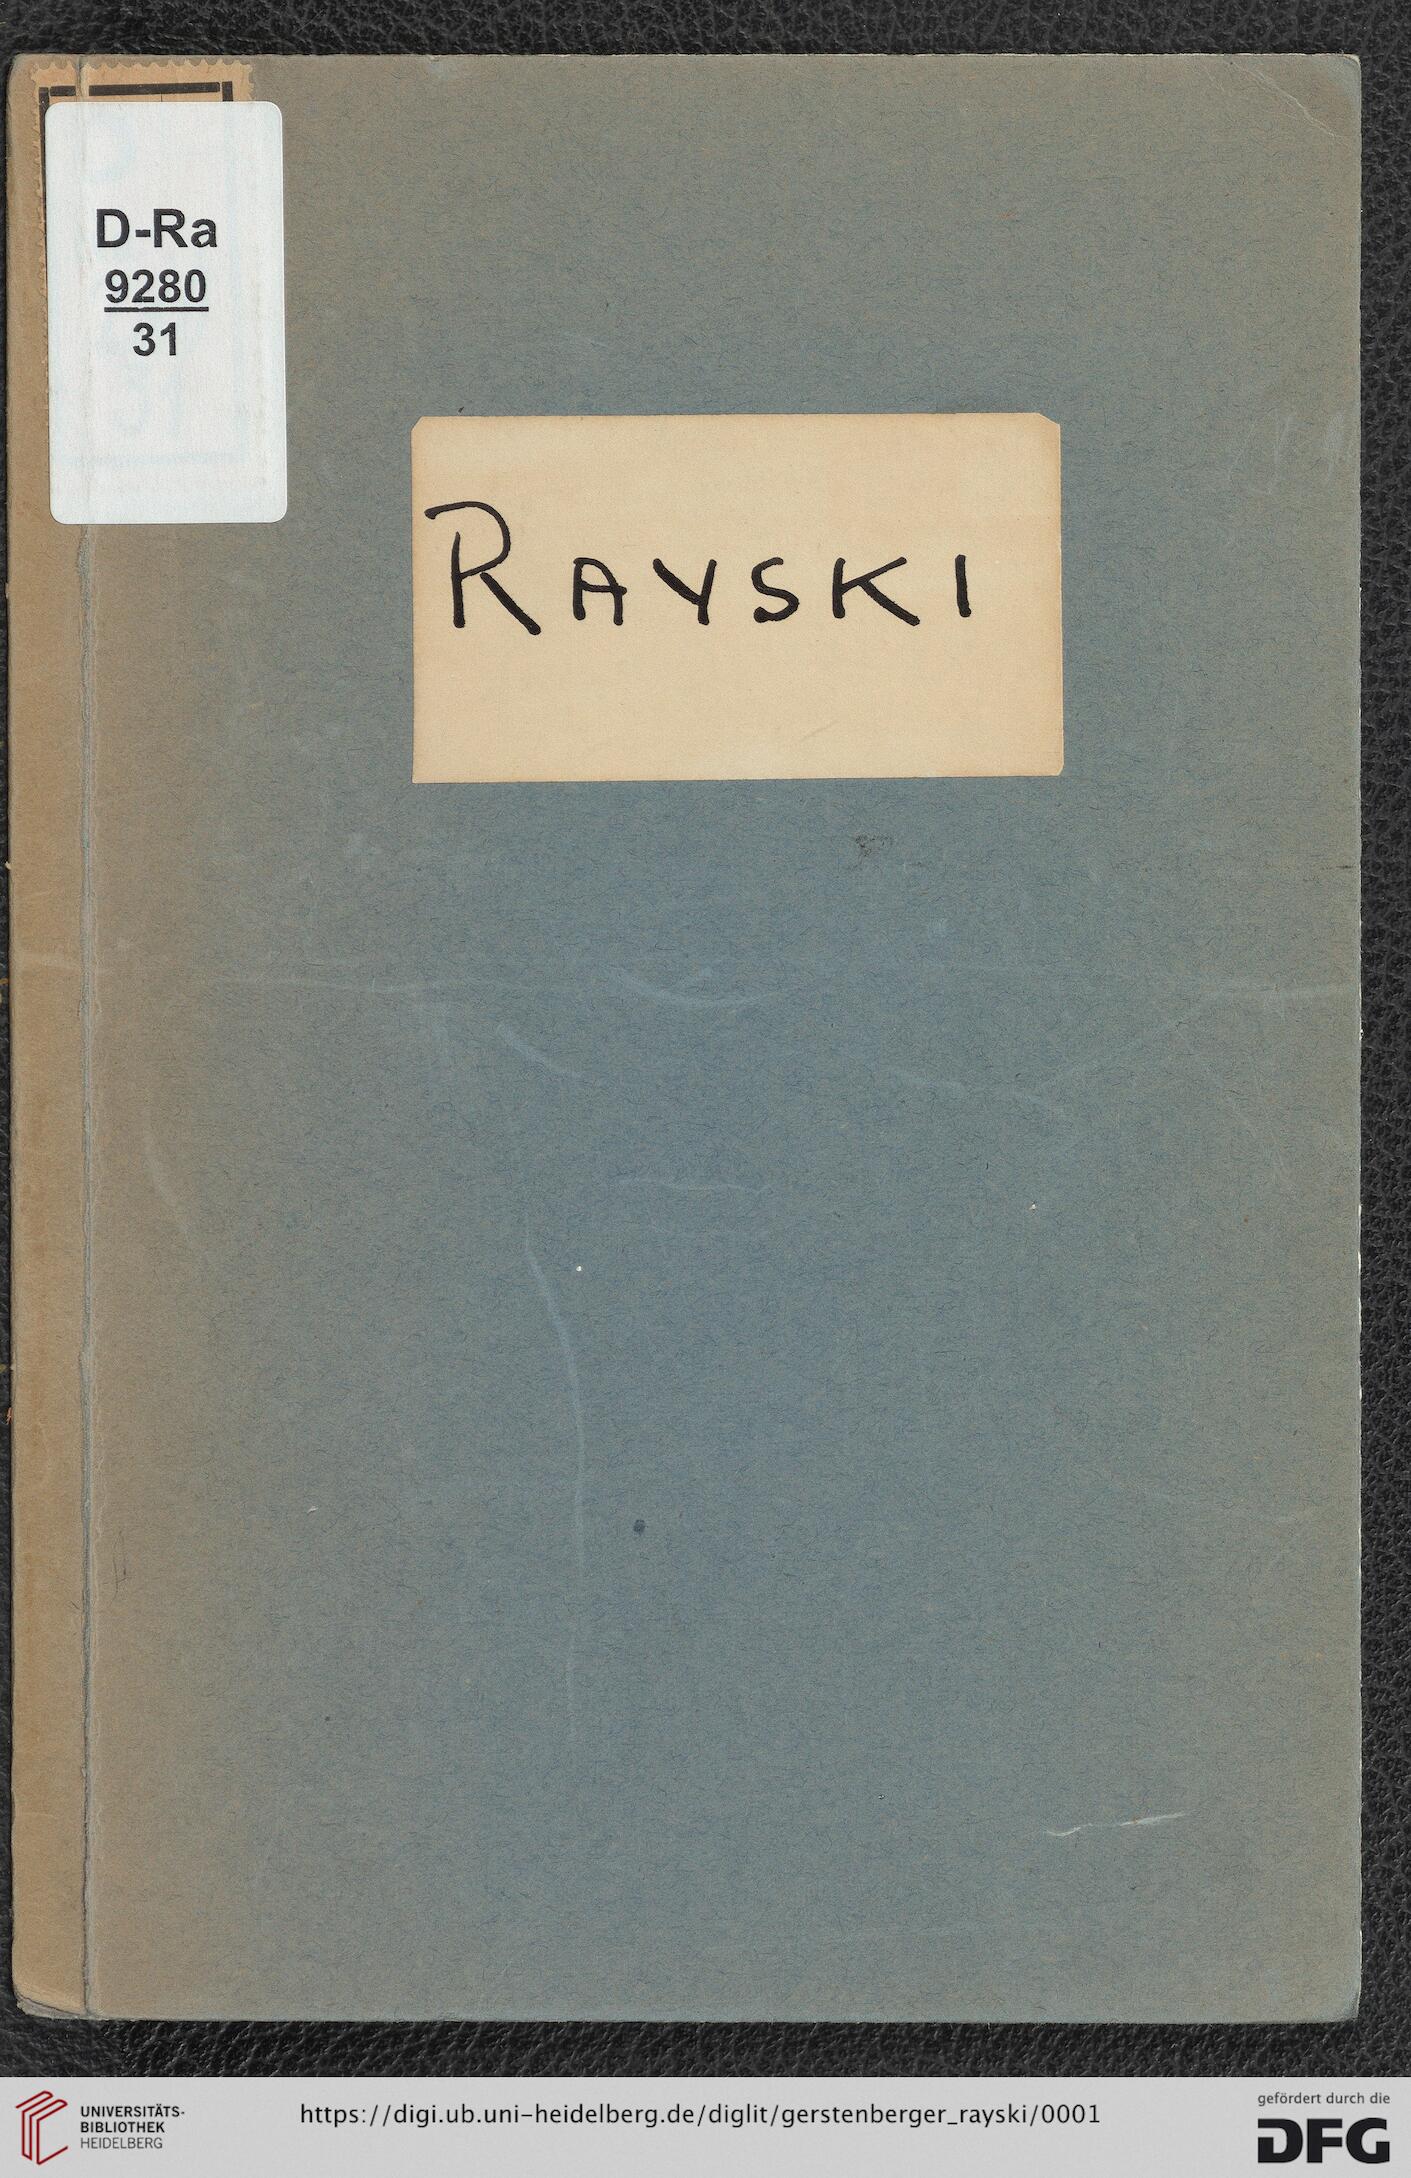 D-Ra
9280
31
RAYSKI
UNIVERSITÄTS-
BIBLIOTHEK
HEIDELBERG
https://digi.ub.uni-heidelberg.de/diglit/gerstenberger_rayski/0001
gefördert durch die
DFG